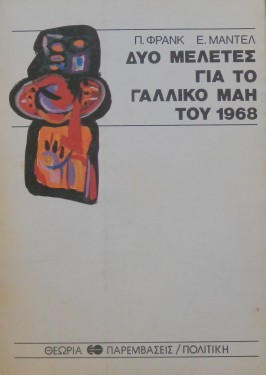 Π. ΦΡΑΝΚ Ε. ΜΑΝΤΕΛ
ΔΥΟ ΜΕΛΕΤΕΣ
ΓΙΑ ΤΟ
ΓΑΛΛΙΚΟ ΜΑΗ
ΤΟΥ 1968
ΘΕΩΡΙΑ ΠΑΡΕΜΒΑΣΕΙΣ/ΠΟΛΙΤΙΚΗ